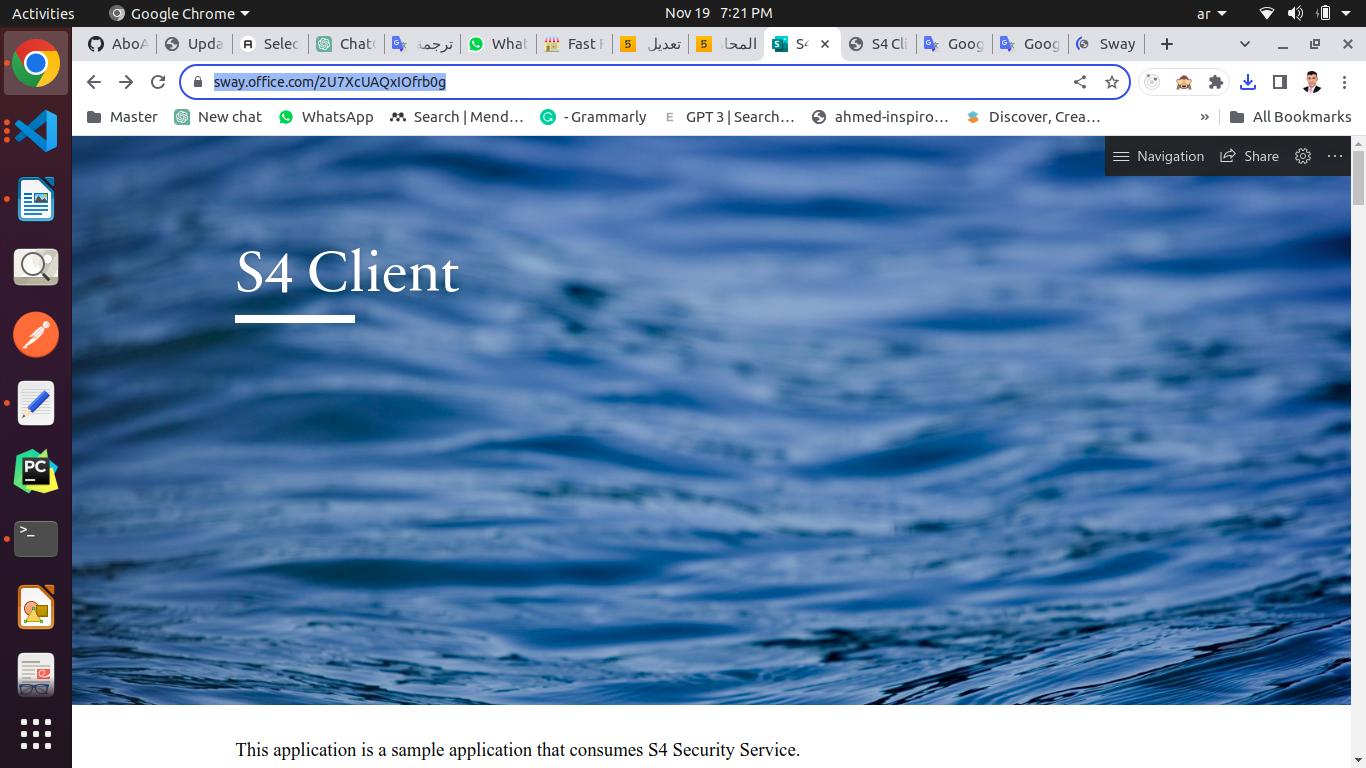 Activities Google Chrome Nov 19 7:21 PM ar
AboA Upda Selec Chat ترجمة What Fast تعديل المحا S4 S4 Cli Goog Goog Sway
sway.office.com/2U7XcUAQxIOfrb0g
Master New chat WhatsApp Search | Mend... - Grammarly GPT 3 | Search... ahmed-inspiro... Discover, Crea... » All Bookmarks
Navigation Share
S4 Client
This application is a sample application that consumes S4 Security Service.